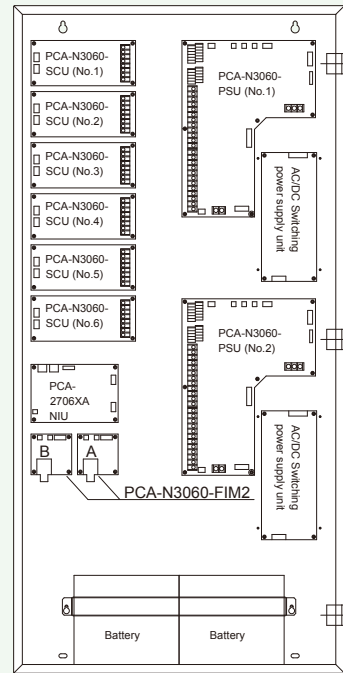 PCA-N3060-
SCU (No.1)
PCA-N3060-
SCU (No.2)
PCA-N3060-
SCU (No.3)
PCA-N3060-
SCU (No.4)
PCA-N3060-
SCU (No.5)
PCA-N3060-
SCU (No.6)
PCA-
2706XA
NIU
B
A
PCA-N3060-FIM2
PCA-N3060-
PSU (No.1)
AC/DC Switching
power supply unit
PCA-N3060-
PSU (No.2)
AC/DC Switching
power supply unit
Battery
Battery